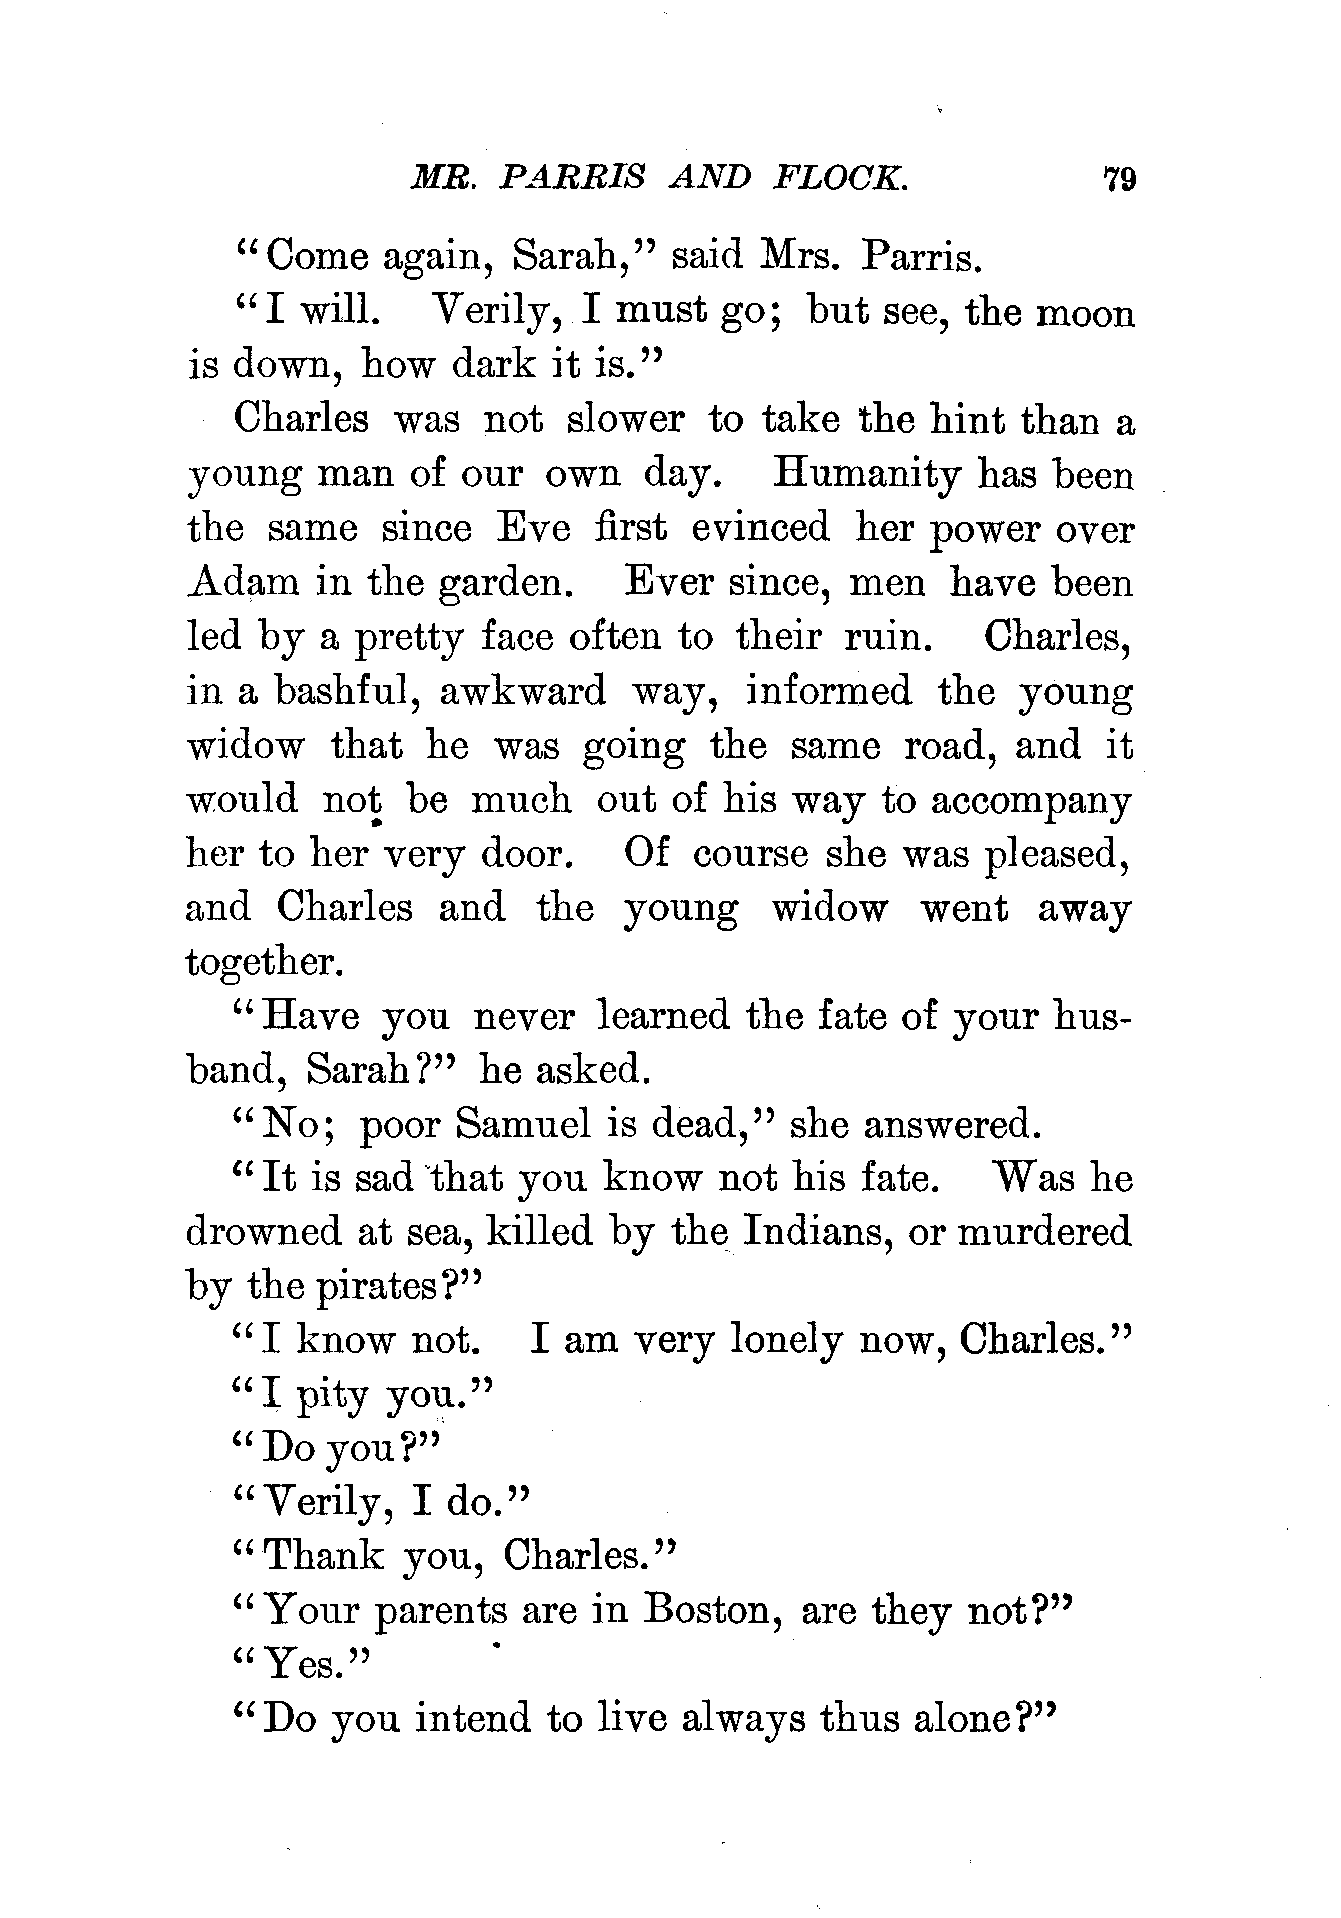 MR. PARRIS AND FLOCK. 79
"Come again, Sarah," said Mrs. Parris.
"I will. Verily, I must go; but see, the moon
is down, how dark it is."
Charles was not slower to take the hint than a
young man of our own day. Humanity has been
the same since Eve first evinced her power over
Adam in the garden. Ever since, men have been
led by a pretty face often to their ruin. Charles,
in a bashful, awkward way, informed the young
widow that he was going the same road, and it
would not be much out of his way to accompany
her to her very door. Of course she was pleased,
and Charles and the young widow went away
together.
"Have you never learned the fate of your hus-
band, Sarah?" he asked.
"No; poor Samuel is dead," she answered.
"It is sad that you know not his fate. Was he
drowned at sea, killed by the Indians, or murdered
by the pirates?"
"I know not. I am very lonely now, Charles."
"I pity you."
"Do you?"
"Verily, I do."
"Thank you, Charles."
"Your parents are in Boston, are they not?"
"Yes."
"Do you intend to live always thus alone?"